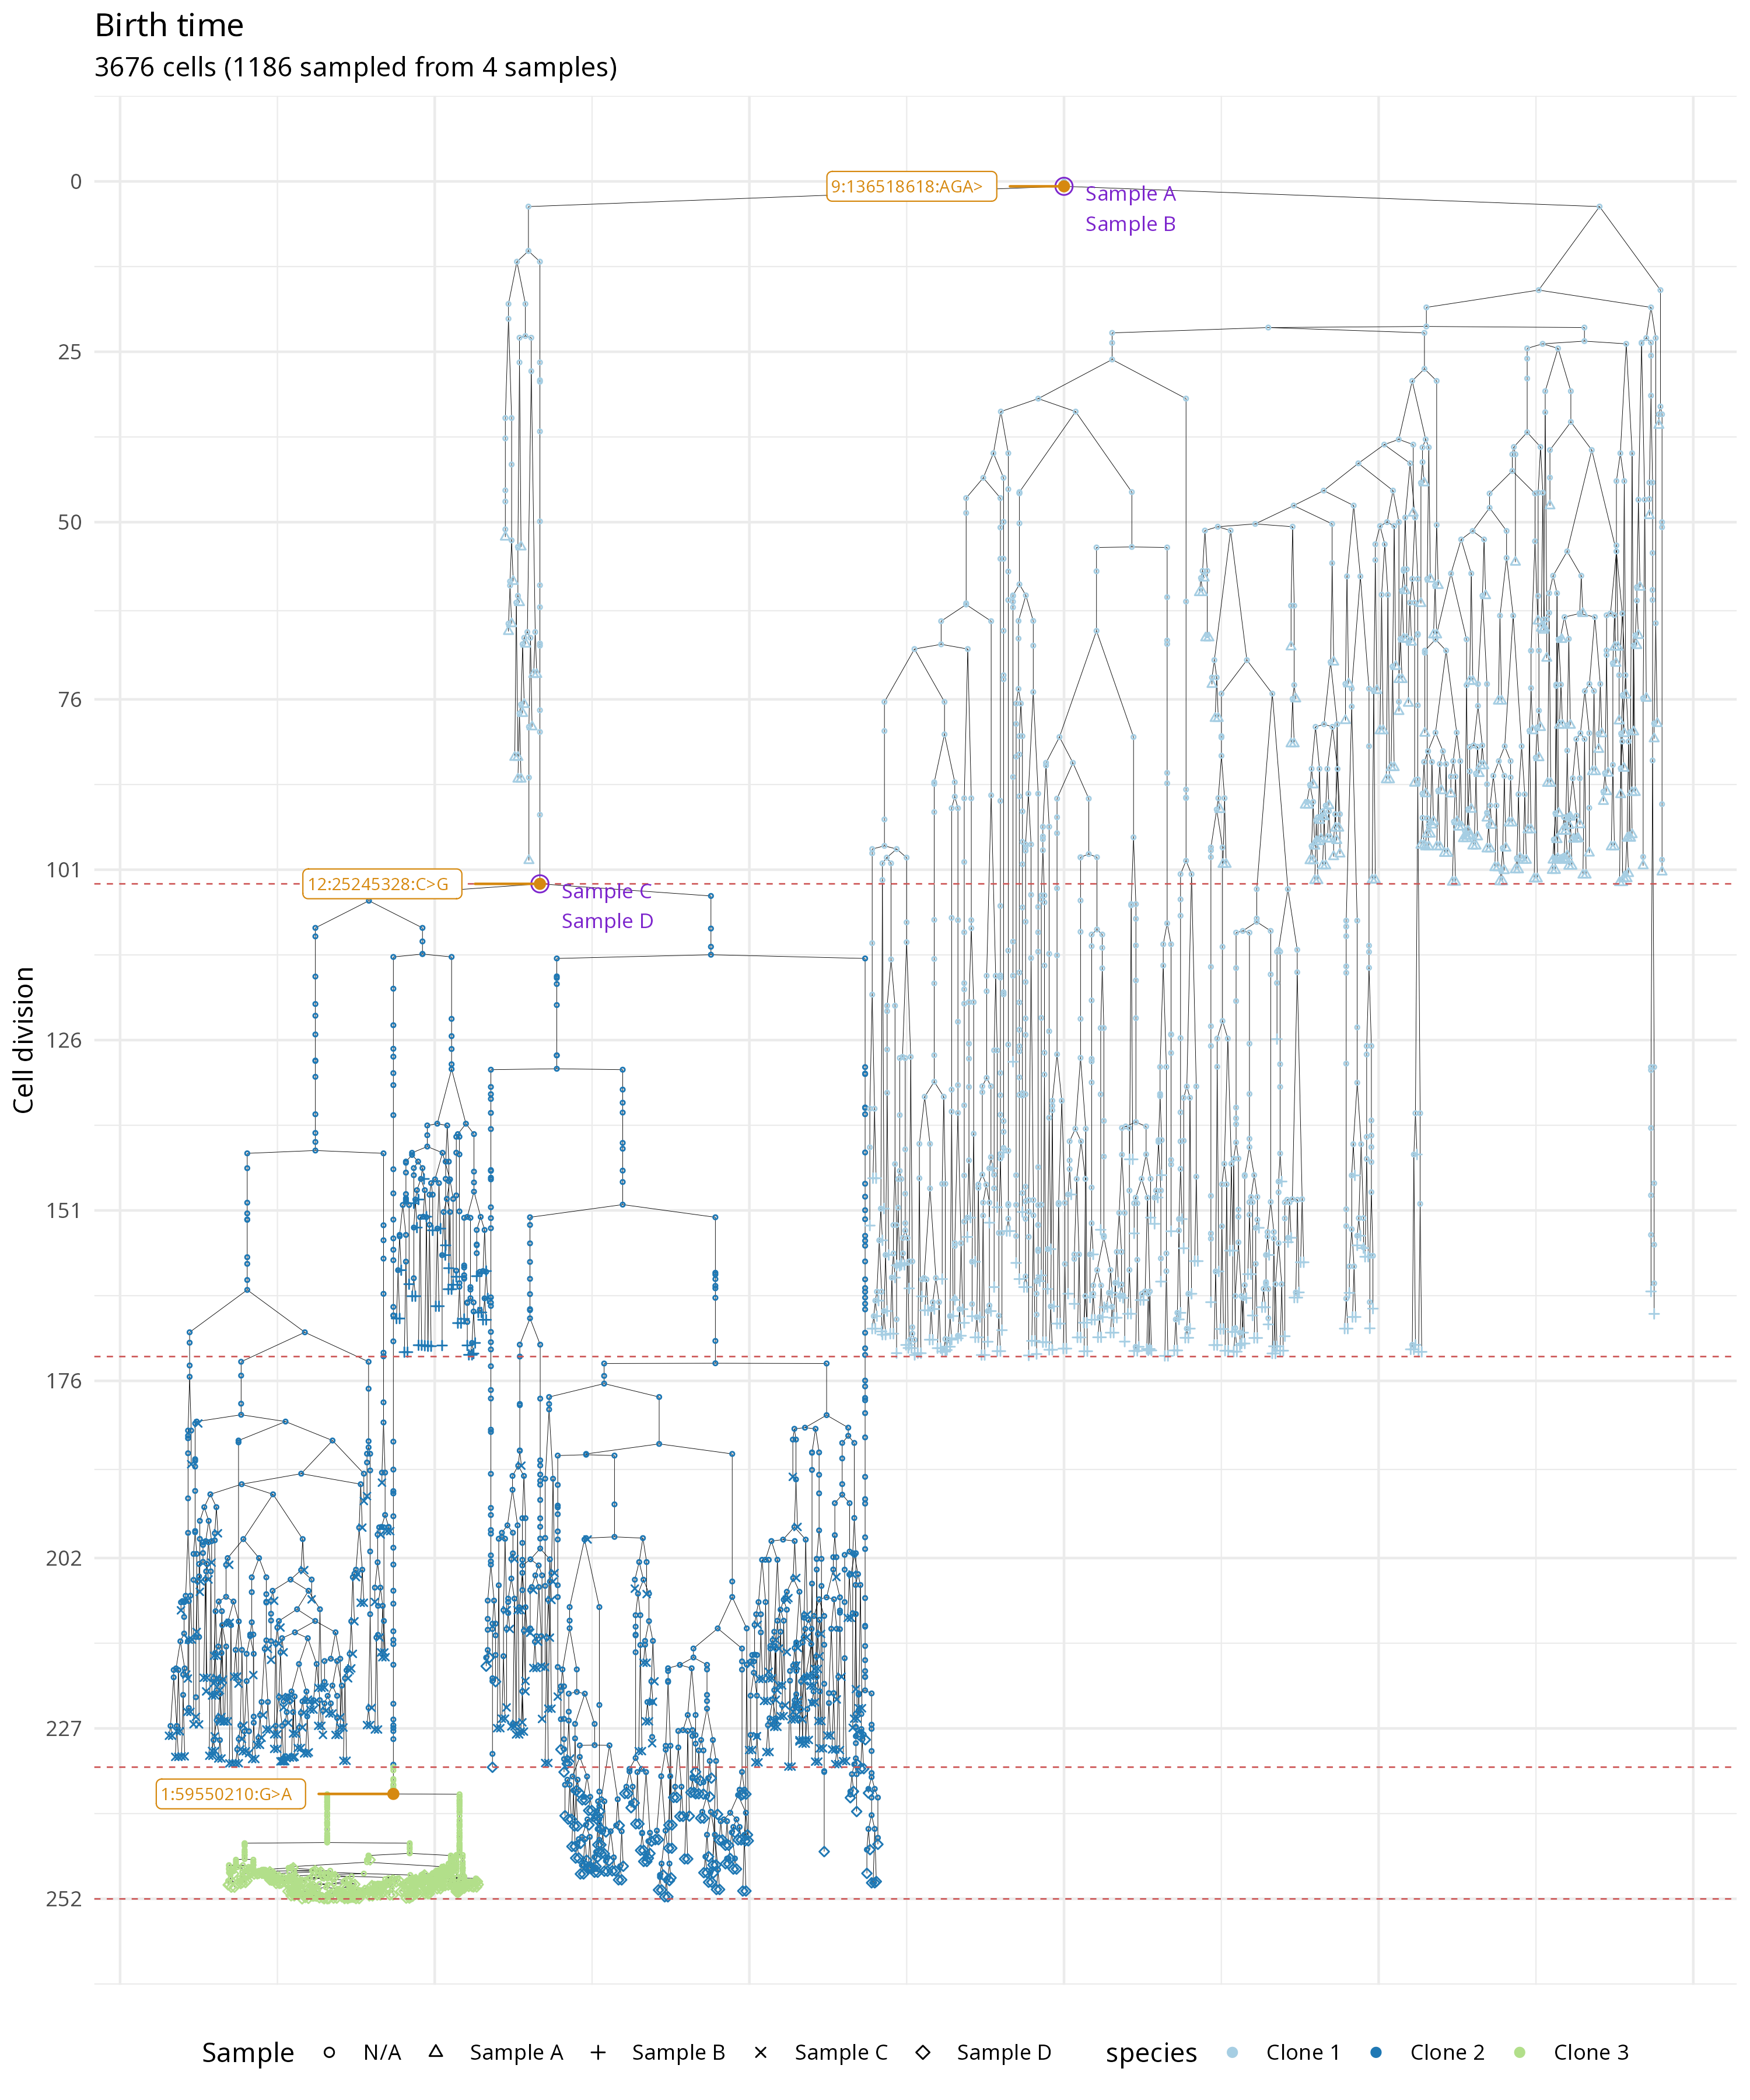 Birth time
3676 cells (1186 sampled from 4 samples)
Cell division
0
25
50
76
101
126
151
176
202
227
252
9:136518618:AGA>
Sample A
Sample B
12:25245328:C>G
Sample C
Sample D
1:59550210:G>A
Sample N/A Sample A Sample B Sample C Sample D species Clone 1 Clone 2 Clone 3